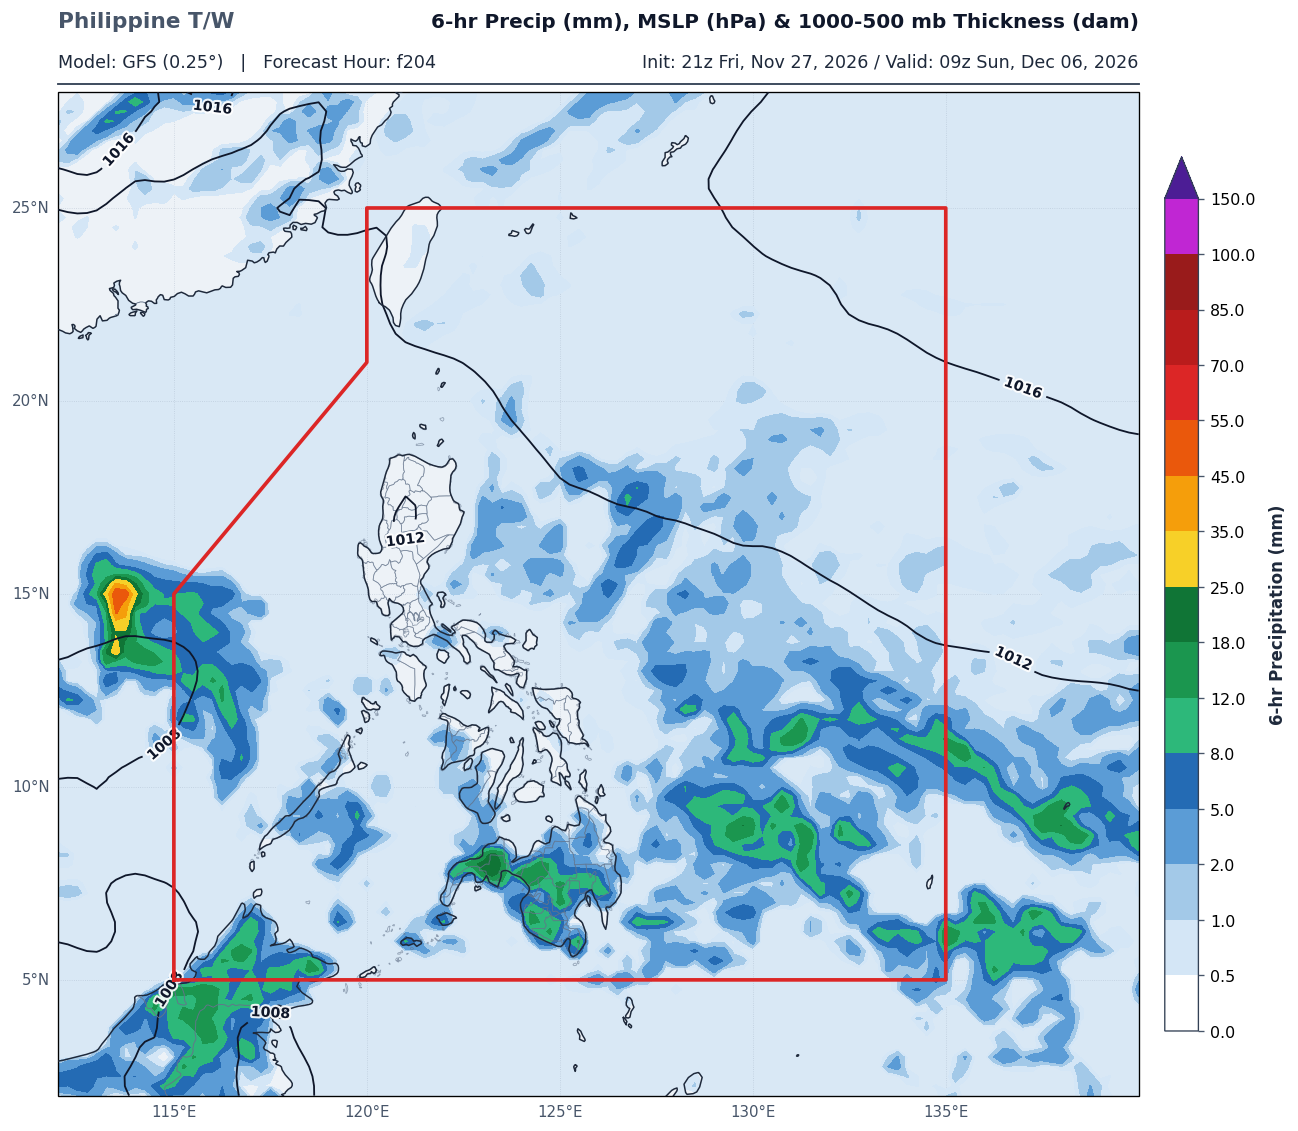 Philippine T/W
6-hr Precip (mm), MSLP (hPa) & 1000-500 mb Thickness (dam)
Model: GFS (0.25°) | Forecast Hour: f204
Init: 21z Fri, Nov 27, 2026 / Valid: 09z Sun, Dec 06, 2026
1016
1016
25°N
20°N
15°N
10°N
5°N
1016
1012
1012
1008
1008
1008
115°E
120°E
125°E
130°E
135°E
150.0
100.0
85.0
70.0
55.0
45.0
35.0
25.0
18.0
12.0
8.0
5.0
2.0
1.0
0.5
0.0
6-hr Precipitation (mm)